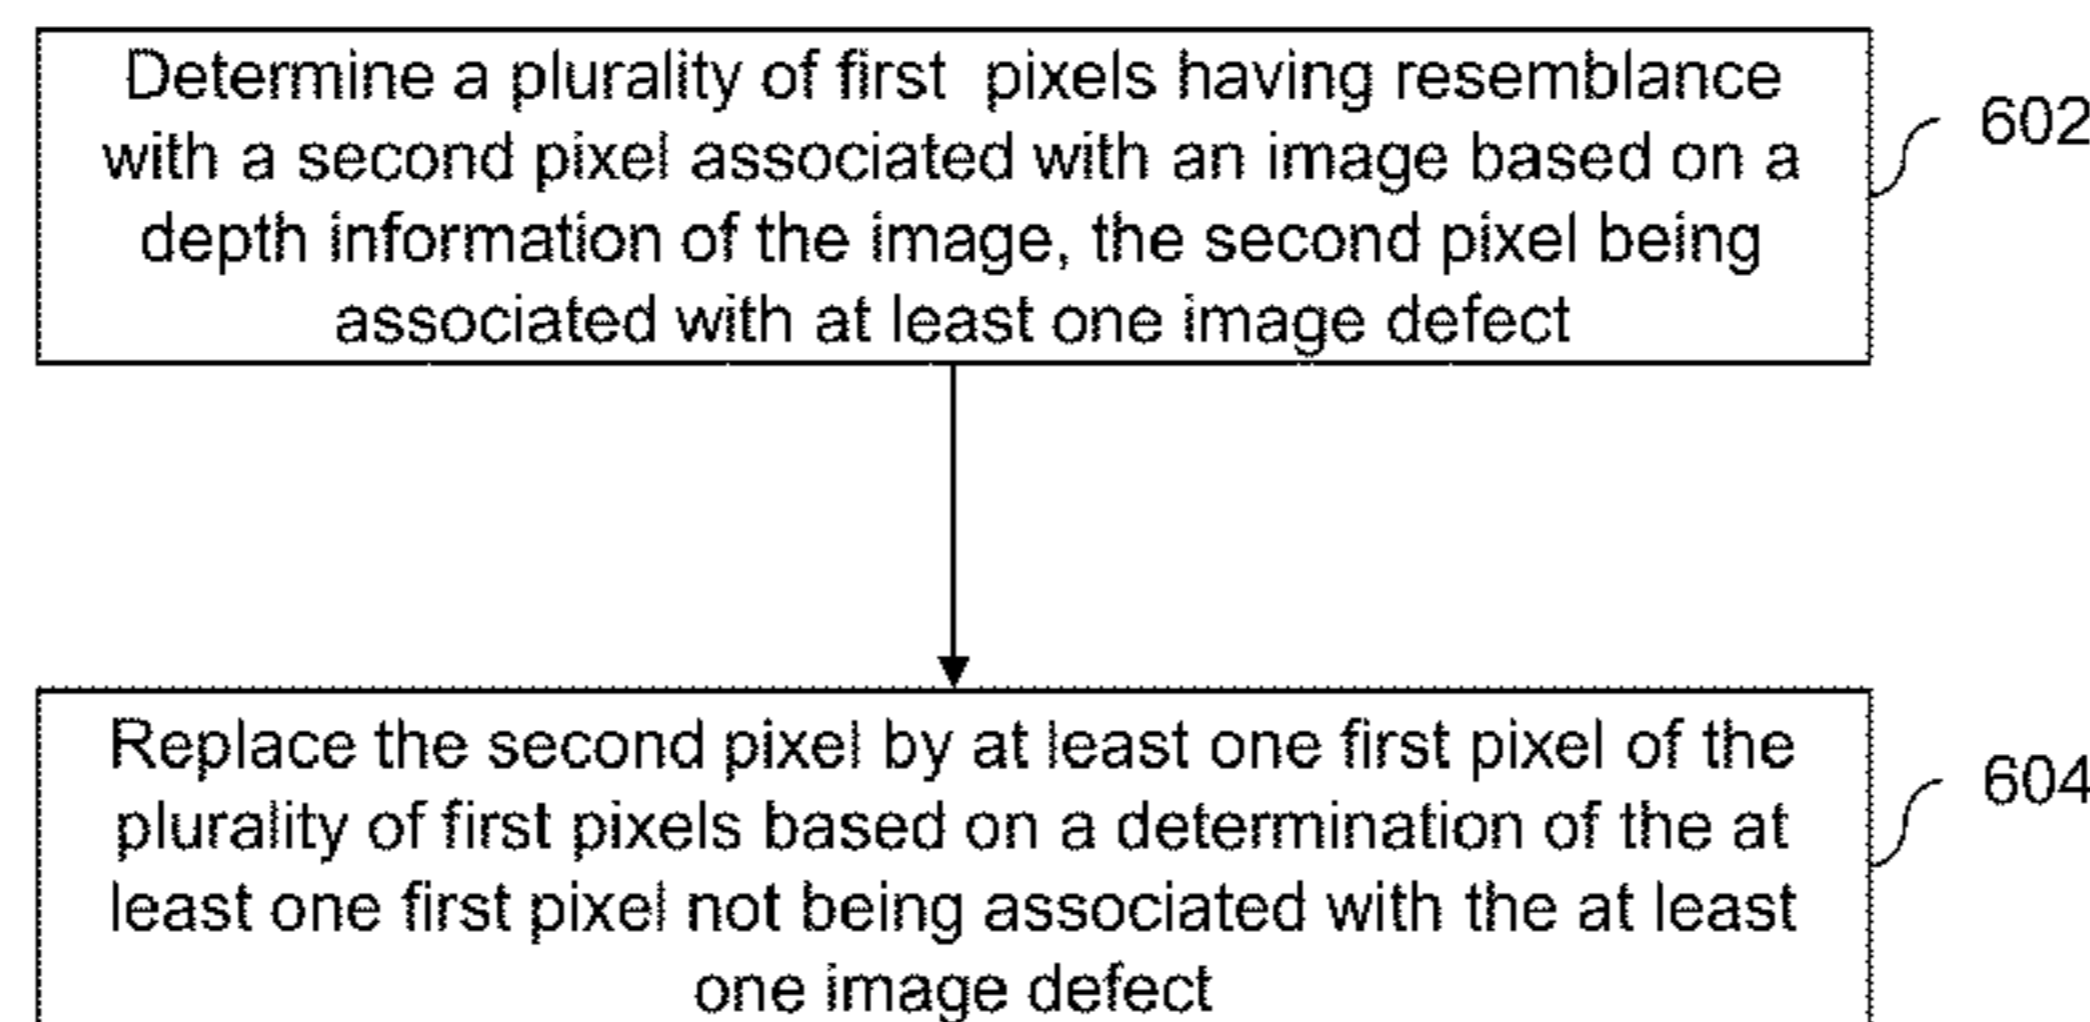 Determine a plurality of first pixels having resemblance
with a second pixel associated with an image based on a
depth information of the image, the second pixel being
associated with at least one image defect
602
Replace the second pixel by at least one first pixel of the
plurality of first pixels based on a determination of the at
least one first pixel not being associated with the at least
one image defect
604